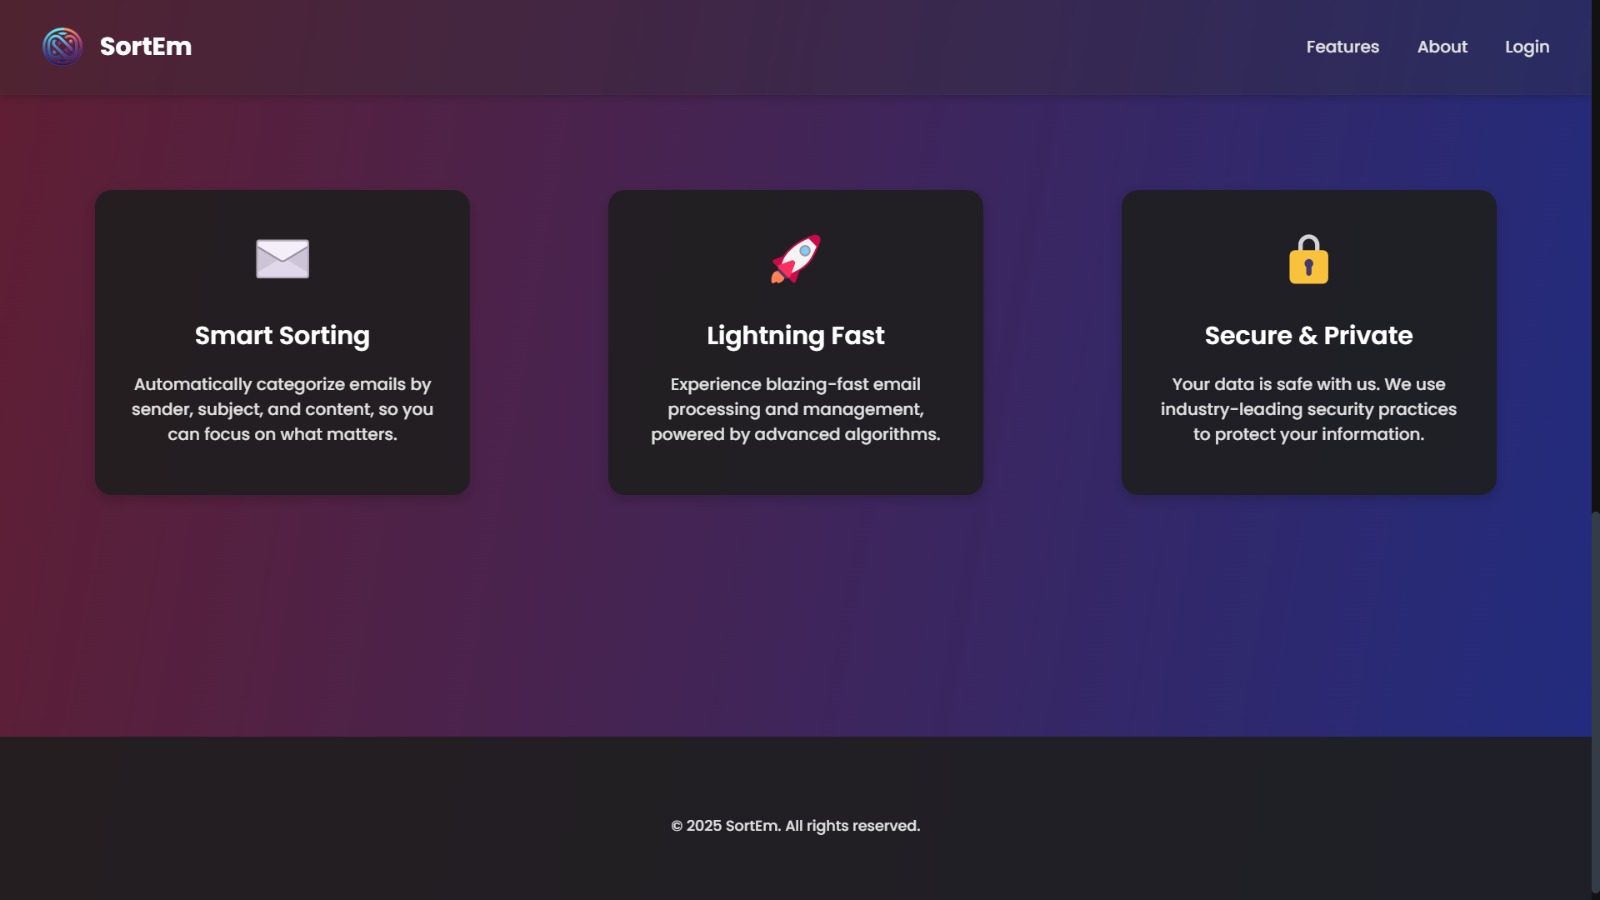 SortEm
Features
About
Login
Smart Sorting
Automatically categorize emails by
sender, subject, and content, so you
can focus on what matters.
Lightning Fast
Experience blazing-fast email
processing and management,
powered by advanced algorithms.
Secure & Private
Your data is safe with us. We use
industry-leading security practices
to protect your information.
© 2025 SortEm. All rights reserved.